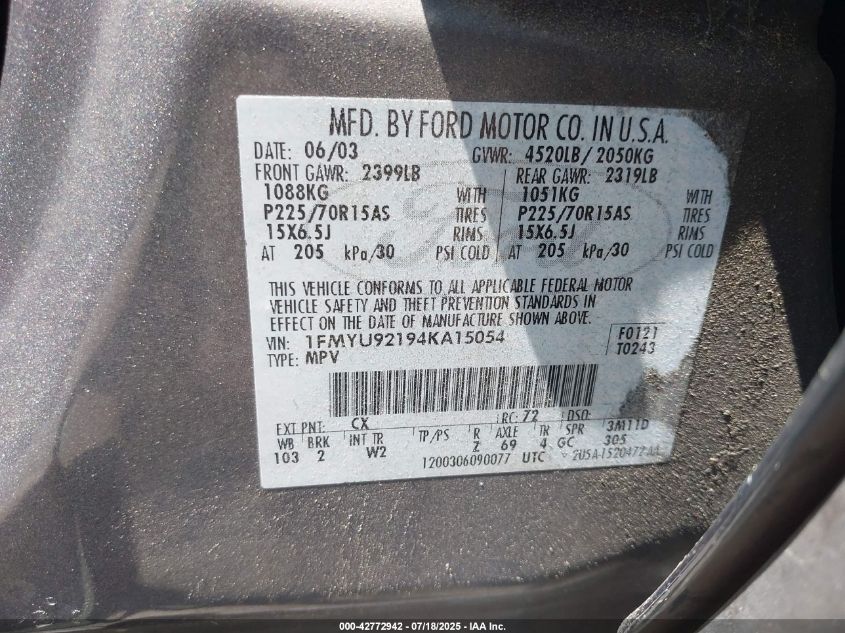 MFD. BY FORD MOTOR CO. IN U.S.A.
DATE: 06/03 GVWR: 4520LB/ 2050KG
FRONT GAWR: 2399LB REAR GAWR: 2319LB
1088KG WITH 1051KG WITH
P225/70R15AS TIRES P225/70R15AS TIRES
15X6.5J RIMS 15X6.5J RIMS
AT 205 kPa/30 PSI COLD AT 205 kPa/30 PSI COLD
THIS VEHICLE CONFORMS TO ALL APPLICABLE FEDERAL MOTOR
VEHICLE SAFETY AND THEFT PREVENTION STANDARDS IN
EFFECT ON THE DATE OF MANUFACTURE SHOWN ABOVE.
VIN: 1FMYU92194KA15054 F0121
TYPE: MPV T0243
EXT PNT: CX RC: 72 DSO:
WB BRK INT TR TP/PS R AXLE TR SPR 3M11D
103 2 W2 Z 69 4 GC 305
1200306090077 UTC 2U5A-1520472-AA
000-42772942 / 07/18/2025 - IAA Inc.